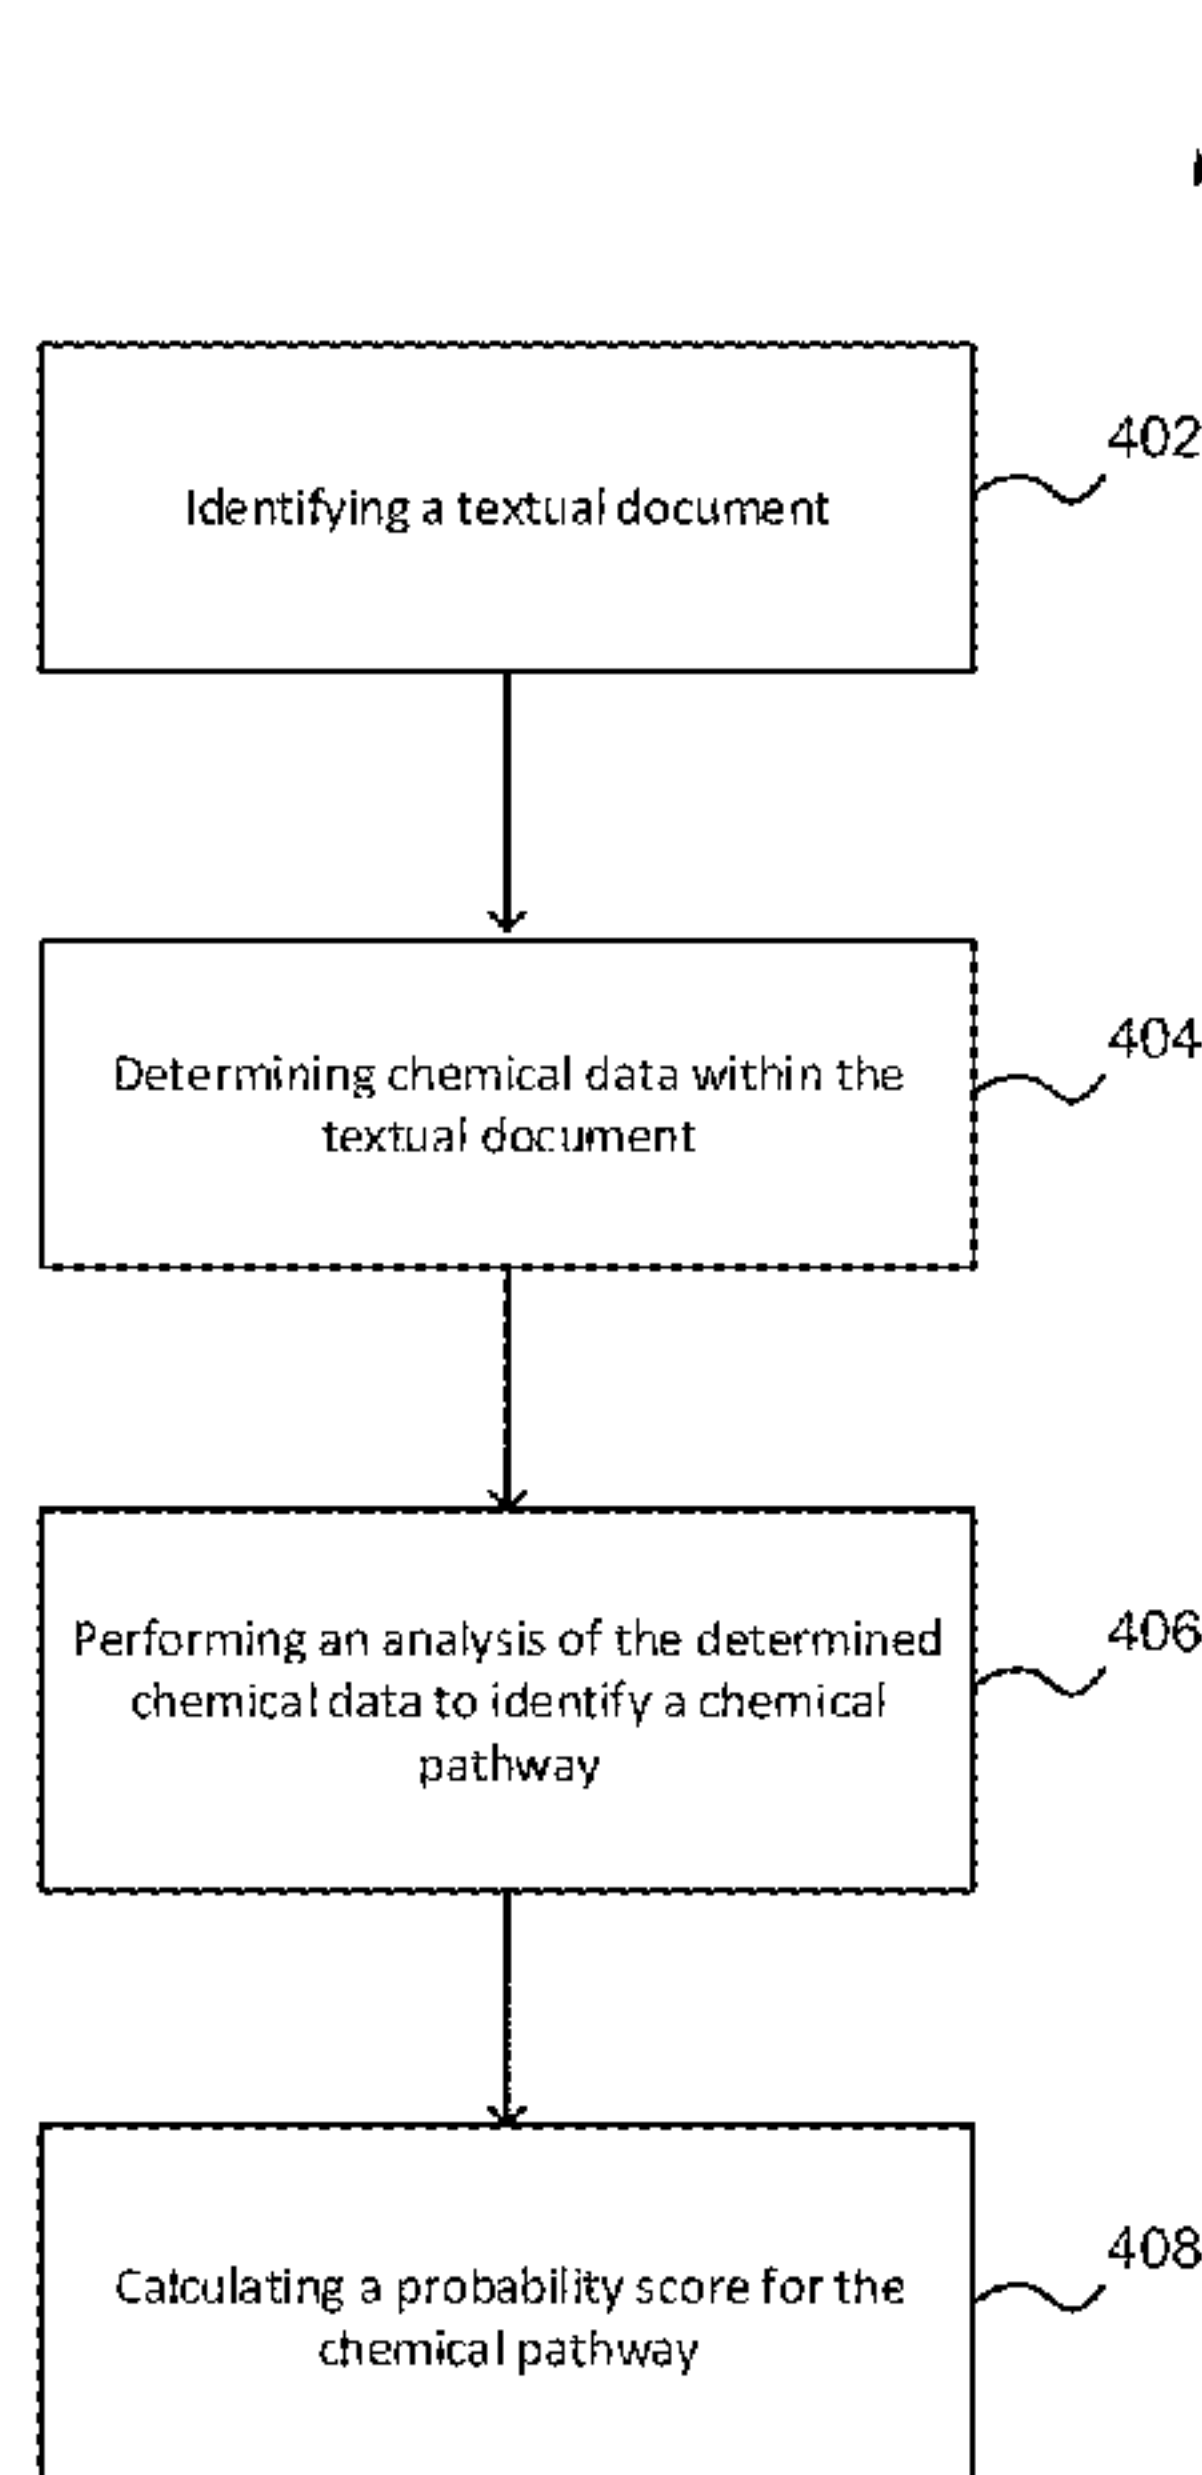 402
Identifying a textual document
404
Determining chemical data within the
textual document
406
Performing an analysis of the determined
chemical data to identify a chemical
pathway
408
Calculating a probability score for the
chemical pathway